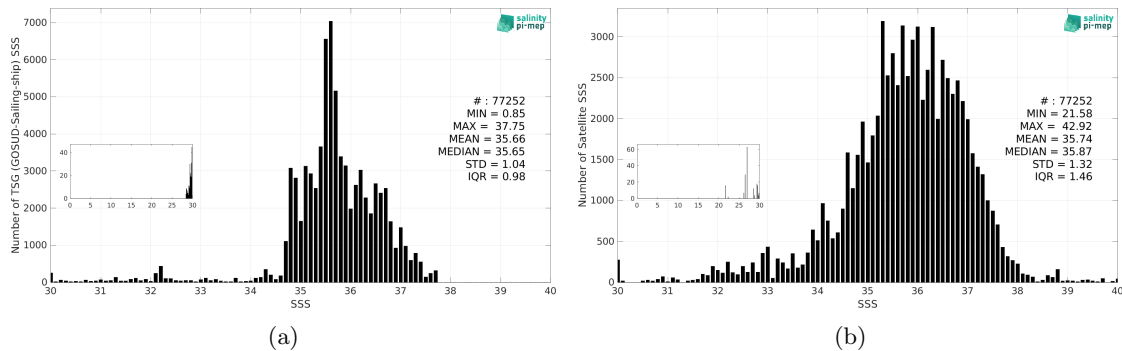 salinity
pi-mep
Number of TSG (GOSUD-Sailing-ship) SSS
7000
6000
5000
4000
3000
2000
1000
0
# : 77252
MIN = 0.85
MAX = 37.75
MEAN = 35.66
MEDIAN = 35.65
STD = 1.04
IQR = 0.98
40
20
0
0 5 10 15 20 25 30
30 31 32 33 34 35 36 37 38 39 40
SSS
(a)
salinity
pi-mep
Number of Satellite SSS
3000
2500
2000
1500
1000
500
0
# : 77252
MIN = 21.58
MAX = 42.92
MEAN = 35.74
MEDIAN = 35.87
STD = 1.32
IQR = 1.46
60
40
20
0
0 5 10 15 20 25 30
30 31 32 33 34 35 36 37 38 39 40
SSS
(b)